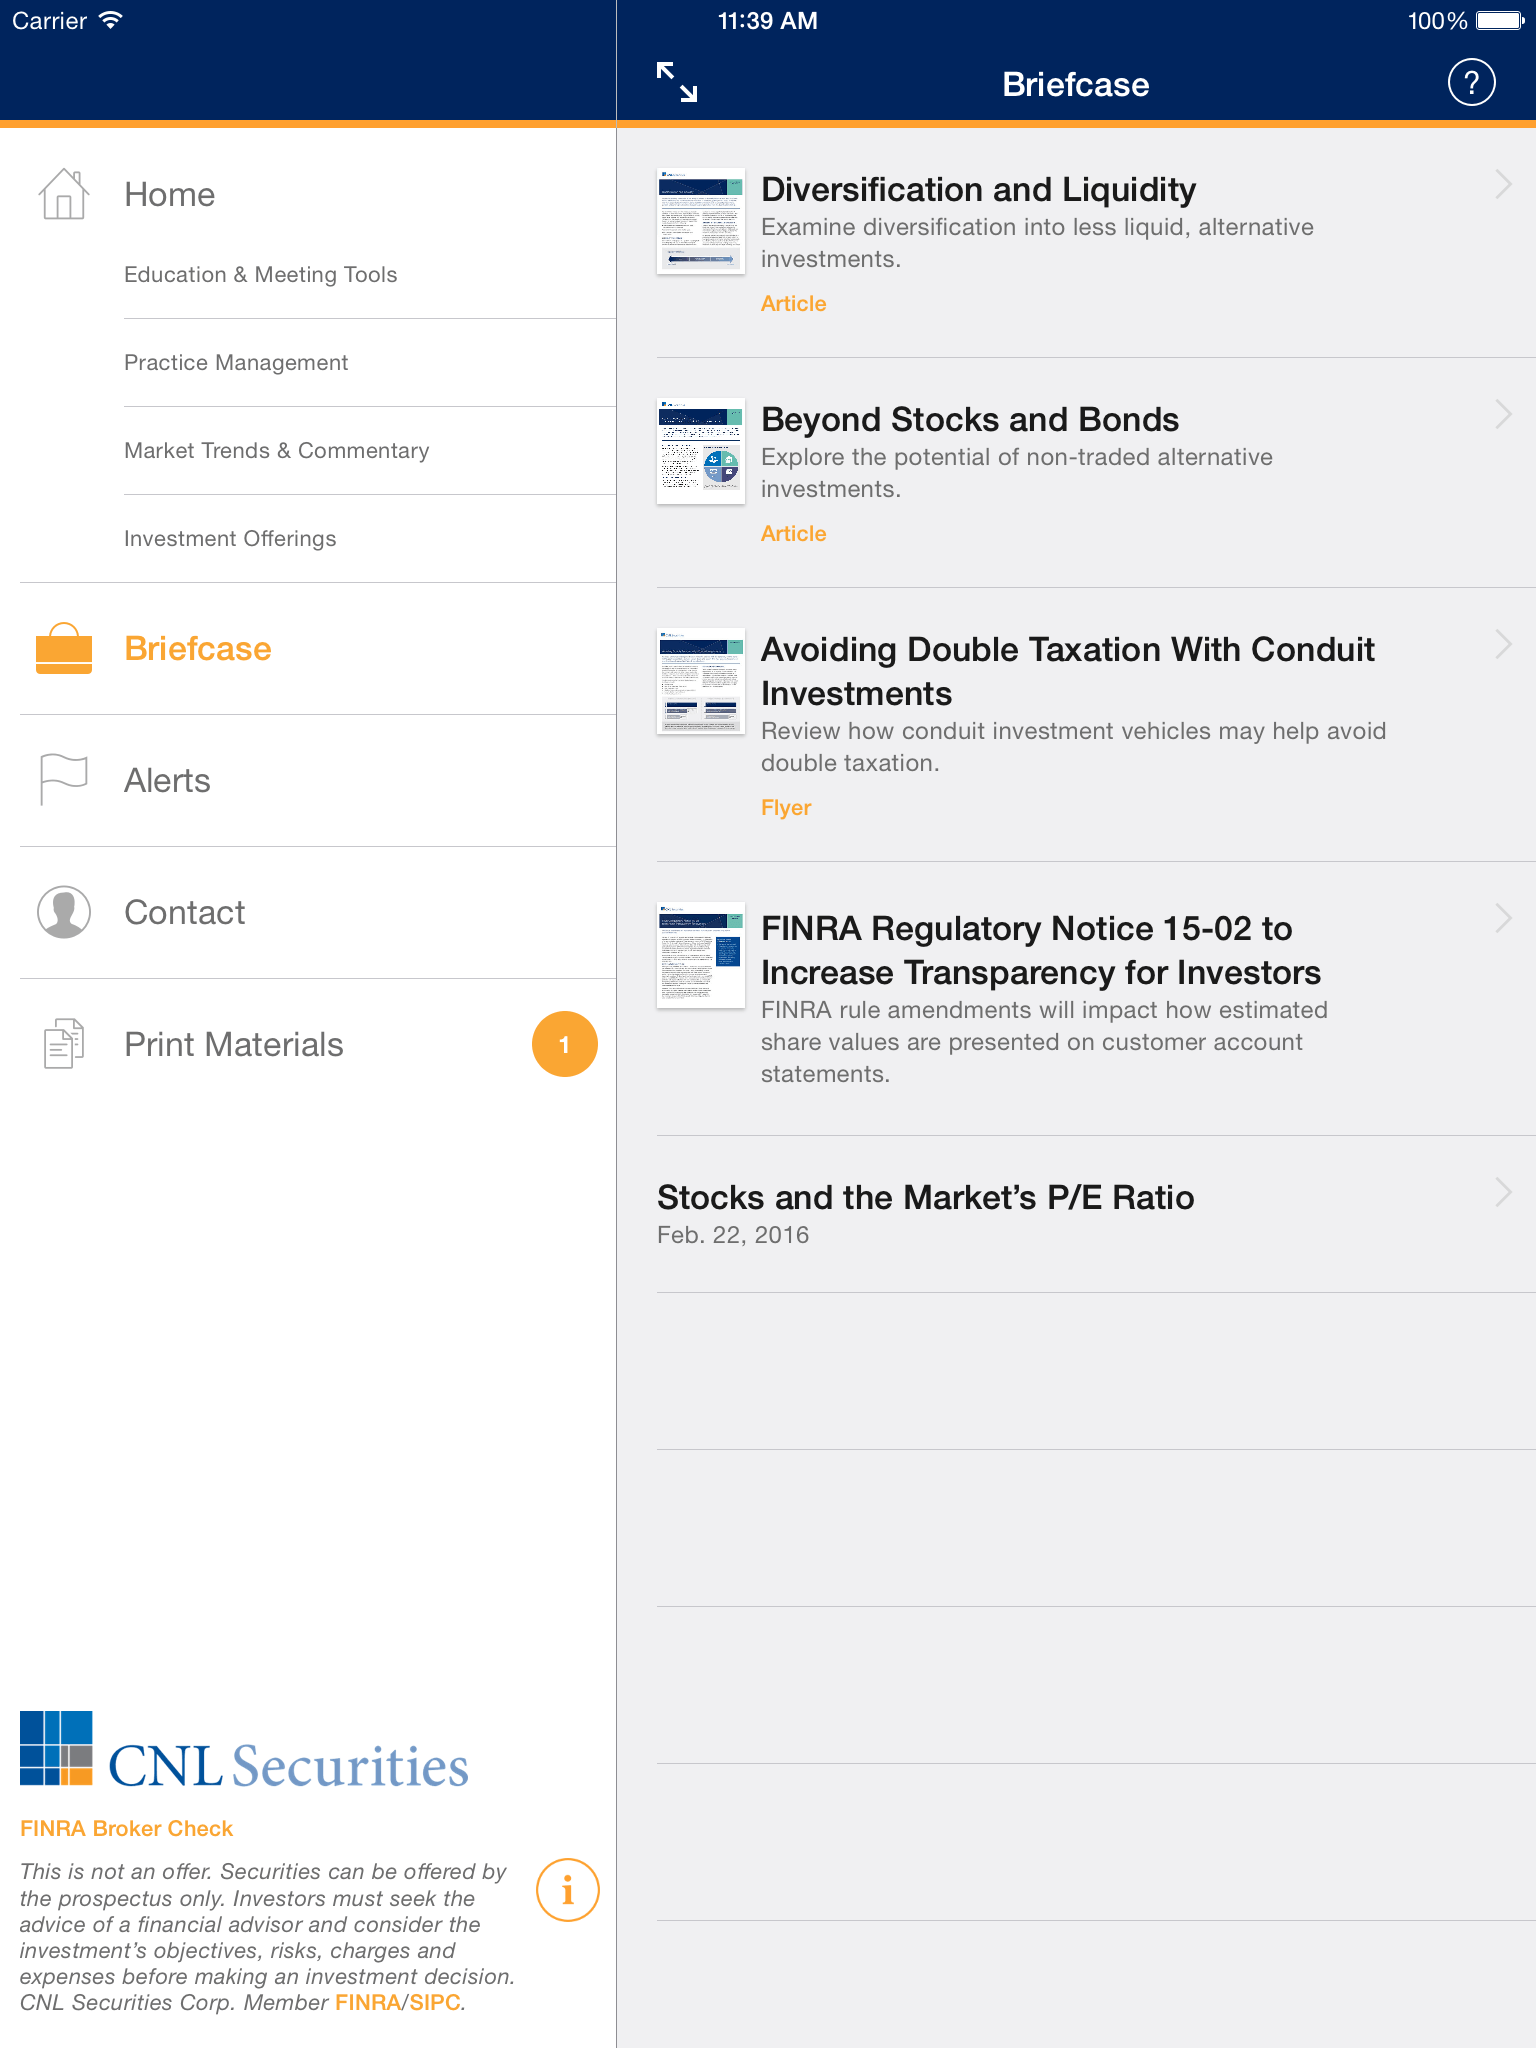 Carrier
11:39 AM
100%
Briefcase
?
Home
Education & Meeting Tools
Practice Management
Market Trends & Commentary
Investment Offerings
Briefcase
Alerts
Contact
Print Materials
1
CNL Securities
FINRA Broker Check
This is not an offer. Securities can be offered by
the prospectus only. Investors must seek the
advice of a financial advisor and consider the
investment's objectives, risks, charges and
expenses before making an investment decision.
CNL Securities Corp. Member FINRA/SIPC.
i
Diversification and Liquidity
Examine diversification into less liquid, alternative
investments.
Article
Beyond Stocks and Bonds
Explore the potential of non-traded alternative
investments.
Article
Avoiding Double Taxation With Conduit
Investments
Review how conduit investment vehicles may help avoid
double taxation.
Flyer
FINRA Regulatory Notice 15-02 to
Increase Transparency for Investors
FINRA rule amendments will impact how estimated
share values are presented on customer account
statements.
Stocks and the Market’s P/E Ratio
Feb. 22, 2016